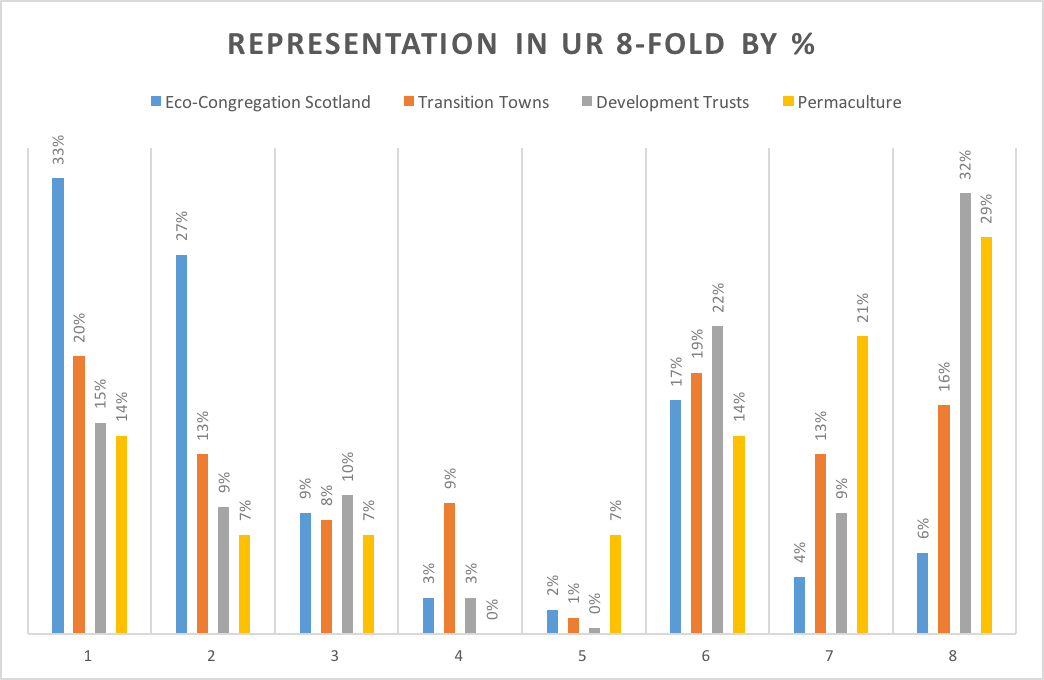 REPRESENTATION IN UR 8-FOLD BY %
Eco-Congregation Scotland Transition Towns Development Trusts Permaculture
33% 20% 15% 14%
27% 13% 9% 7%
9% 8% 10% 7%
3% 9% 3% 0%
2% 1% 0% 7%
17% 19% 22% 14%
4% 13% 9% 21%
6% 16% 32% 29%
1 2 3 4 5 6 7 8